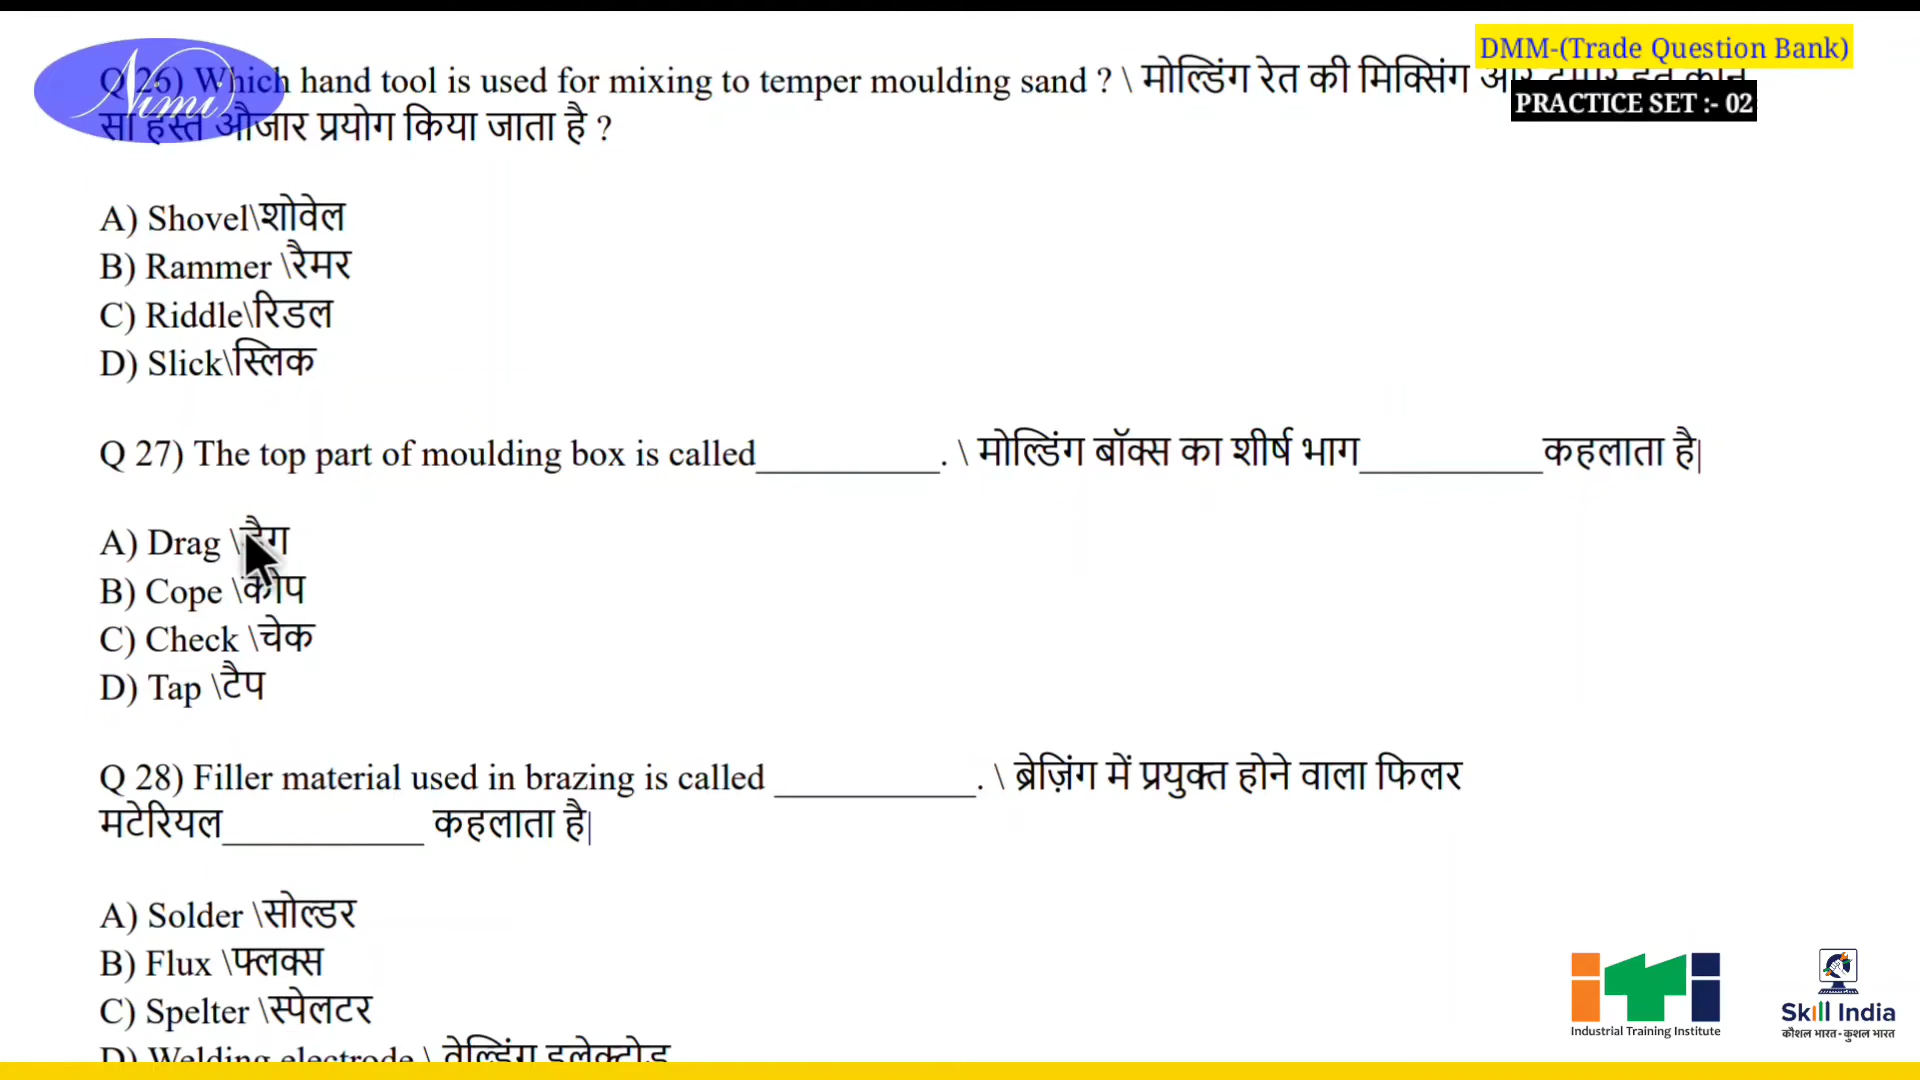 Nimi
DMM-(Trade Question Bank)
PRACTICE SET :- 02
Q 26) Which hand tool is used for mixing to temper moulding sand ? \ मोल्डिंग रेत की मिक्सिंग और टेम्पर हेतु कौन
सा हस्त औजार प्रयोग किया जाता है ?
A) Shovel\शोवेल
B) Rammer \रैमर
C) Riddle\रिडल
D) Slick\स्लिक
Q 27) The top part of moulding box is called__________. \ मोल्डिंग बॉक्स का शीर्ष भाग__________कहलाता है|
A) Drag \
B) Cope \कोप
C) Check \चेक
D) Tap \टैप
Q 28) Filler material used in brazing is called ___________. \ ब्रेज़िंग में प्रयुक्त होने वाला फिलर
मटेरियल___________ कहलाता है|
A) Solder \सोल्डर
B) Flux \फ्लक्स
C) Spelter \स्पेलटर
D) Welding electrode \ वेल्डिंग इलेक्ट्रोड
iTi
Industrial Training Institute
Skill India
कौशल भारत - कुशल भारत